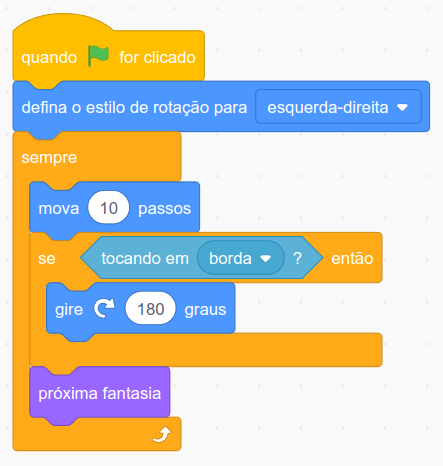 quando for clicado
defina o estilo de rotação para esquerda-direita
sempre
mova 10 passos
se tocando em borda ? então
gire 180 graus
próxima fantasia